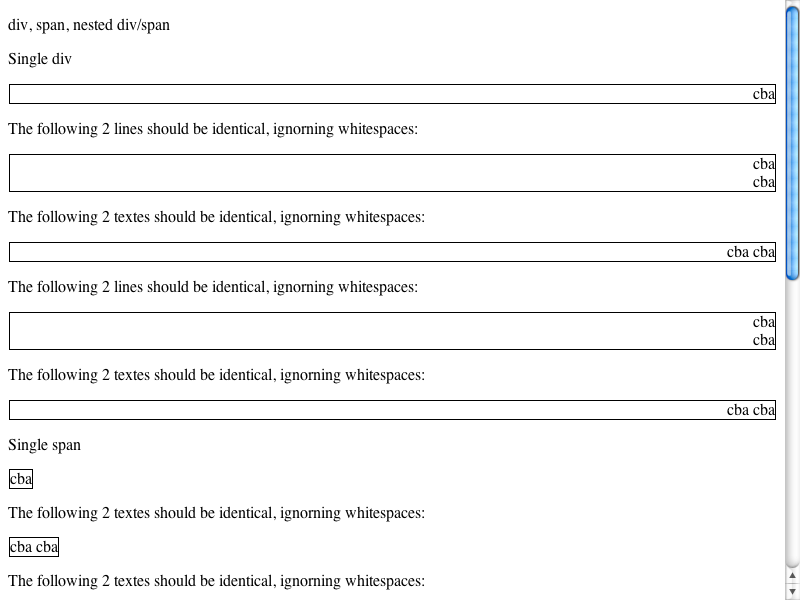 div, span, nested div/span
Single div
cba
The following 2 lines should be identical, ignorning whitespaces:
cba
cba
The following 2 textes should be identical, ignorning whitespaces:
cba cba
The following 2 lines should be identical, ignorning whitespaces:
cba
cba
The following 2 textes should be identical, ignorning whitespaces:
cba cba
Single span
cba
The following 2 textes should be identical, ignorning whitespaces:
cba cba
The following 2 textes should be identical, ignorning whitespaces: